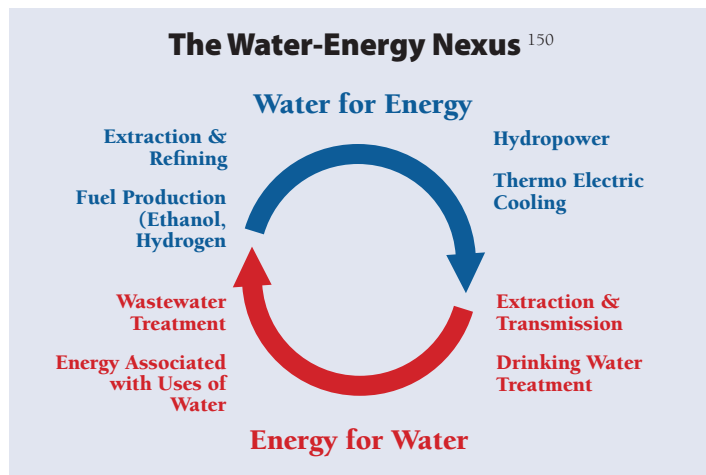 The Water-Energy Nexus 150
Water for Energy
Extraction &
Refining
Fuel Production
(Ethanol,
Hydrogen
Hydropower
Thermo Electric
Cooling
Wastewater
Treatment
Energy Associated
with Uses of
Water
Extraction &
Transmission
Drinking Water
Treatment
Energy for Water